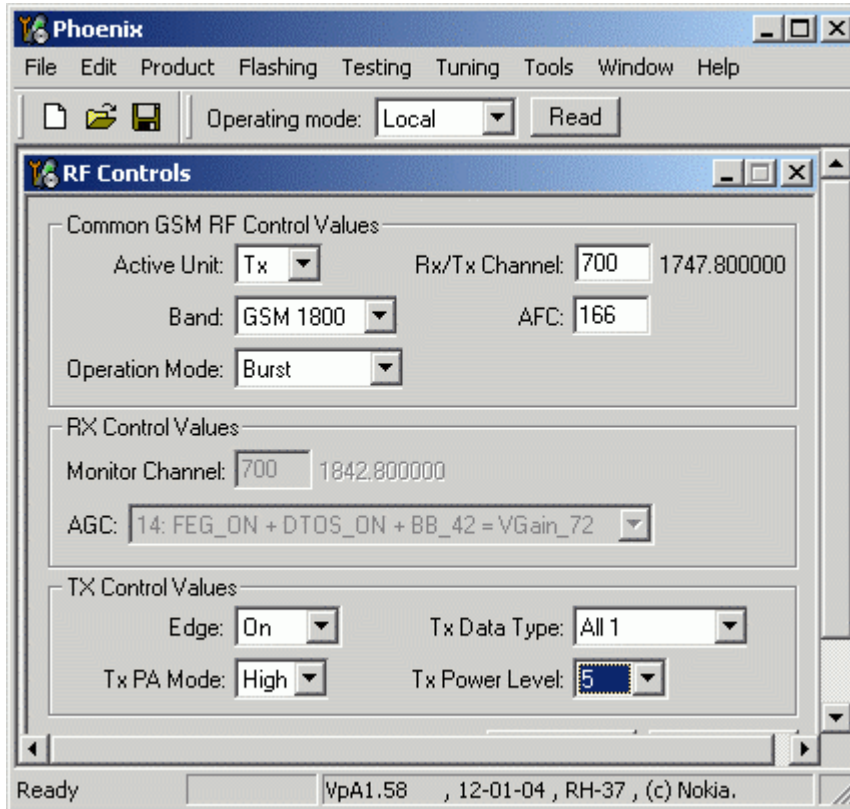 Phoenix
File Edit Product Flashing Testing Tuning Tools Window Help
Operating mode: Local Read
RF Controls
Common GSM RF Control Values
Active Unit: Tx Rx/Tx Channel: 700 1747.800000
Band: GSM 1800 AFC: 166
Operation Mode: Burst
RX Control Values
Monitor Channel: 700 1842.800000
AGC: 14: FEG_ON + DTOS_ON + BB_42 = VGain_72
TX Control Values
Edge: On Tx Data Type: All 1
Tx PA Mode: High Tx Power Level: 5
Ready VpA1.58 , 12-01-04 , RH-37 , (c) Nokia.